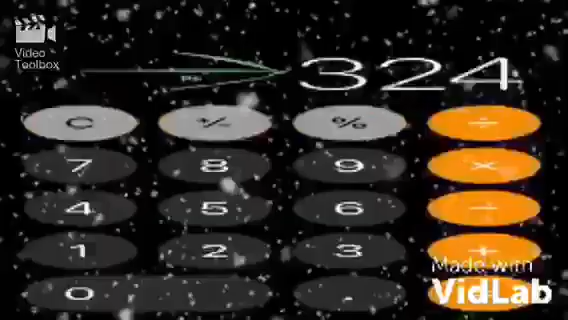 Video
Toolbox
324
C +/- % ÷
7 8 9 ×
4 5 6 −
1 2 3 +
0 ,
Made with
VidLab